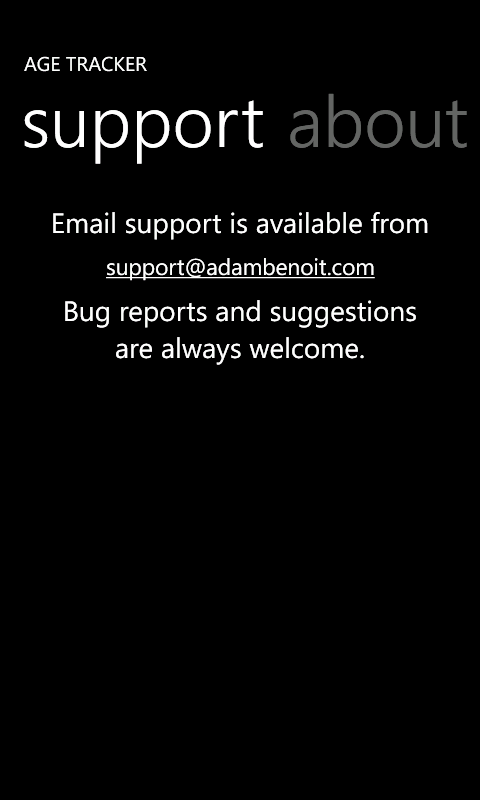 AGE TRACKER
support about
Email support is available from
support@adambenoit.com
Bug reports and suggestions
are always welcome.